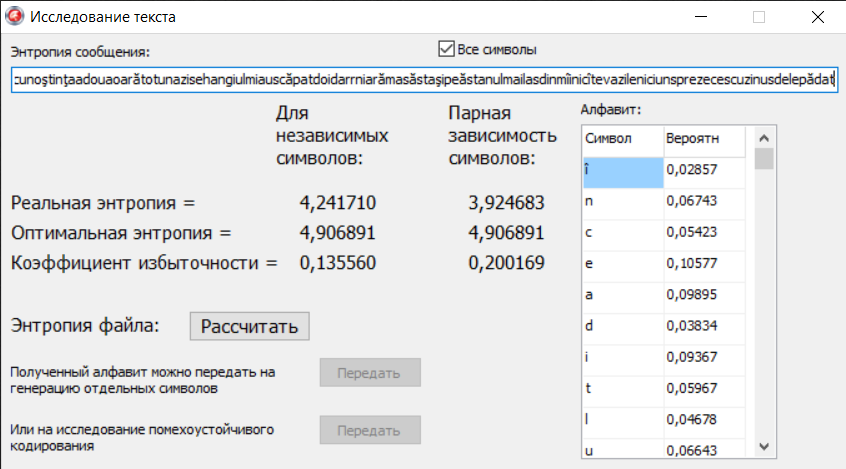 Исследование текста
Энтропия сообщения:
Все символы
cunoştinţaadouaoarătotunazisehangiulmiauscăpatdoidarrniarămasăstaşipeăstanulmailasdinmîinicîtevazileniciunsprezecescuzinusdelepădat
Для независимых символов:
Парная зависимость символов:
Реальная энтропия = 4,241710 3,924683
Оптимальная энтропия = 4,906891 4,906891
Коэффициент избыточности = 0,135560 0,200169
Энтропия файла: Рассчитать
Полученный алфавит можно передать на
генерацию отдельных символов
Передать
Или на исследование помехоустойчивого
кодирования
Передать
Алфавит:
Символ Вероятн
î 0,02857
n 0,06743
c 0,05423
e 0,10577
a 0,09895
d 0,03834
i 0,09367
t 0,05967
l 0,04678
u 0,06643